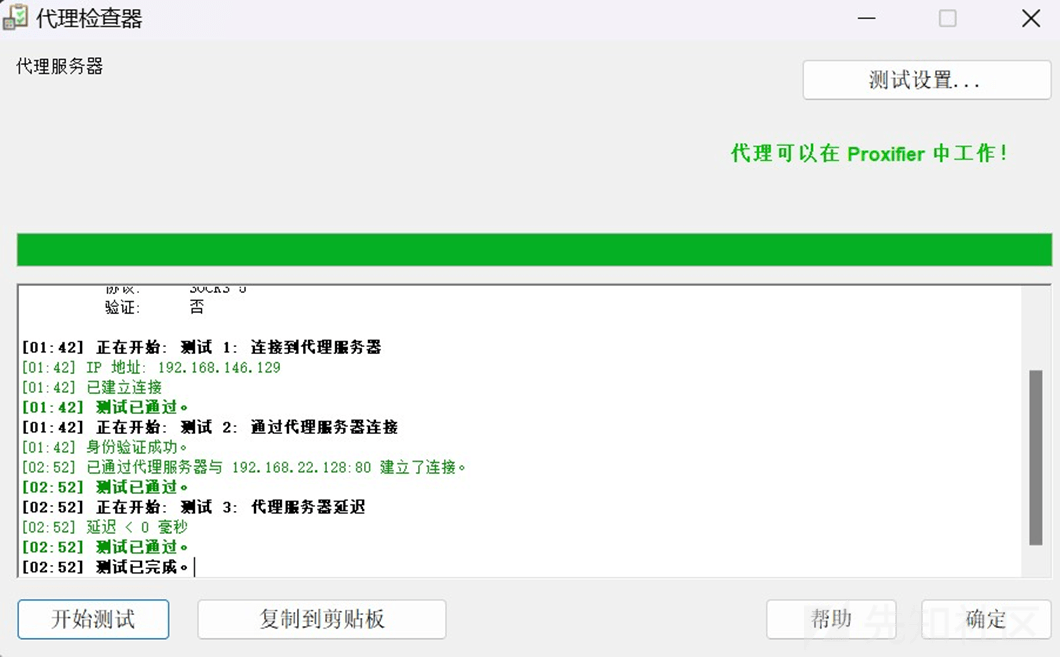 代理检查器
代理服务器
测试设置...
代理可以在 Proxifier 中工作!
协议: SOCKS 5
验证: 否
[01:42] 正在开始: 测试 1: 连接到代理服务器
[01:42] IP 地址: 192.168.146.129
[01:42] 已建立连接
[01:42] 测试已通过。
[01:42] 正在开始: 测试 2: 通过代理服务器连接
[01:42] 身份验证成功。
[02:52] 已通过代理服务器与 192.168.22.128:80 建立了连接。
[02:52] 测试已通过。
[02:52] 正在开始: 测试 3: 代理服务器延迟
[02:52] 延迟 < 0 毫秒
[02:52] 测试已通过。
[02:52] 测试已完成。
开始测试
复制到剪贴板
帮助
确定
先知社区